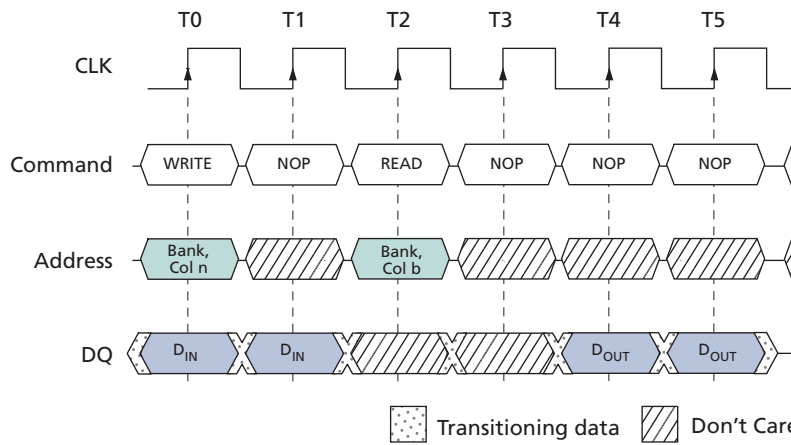 T0 T1 T2 T3 T4 T5
CLK
Command WRITE NOP READ NOP NOP NOP
Address Bank, Col n Bank, Col b
DQ DIN DIN DOUT DOUT
Transitioning data Don't Care